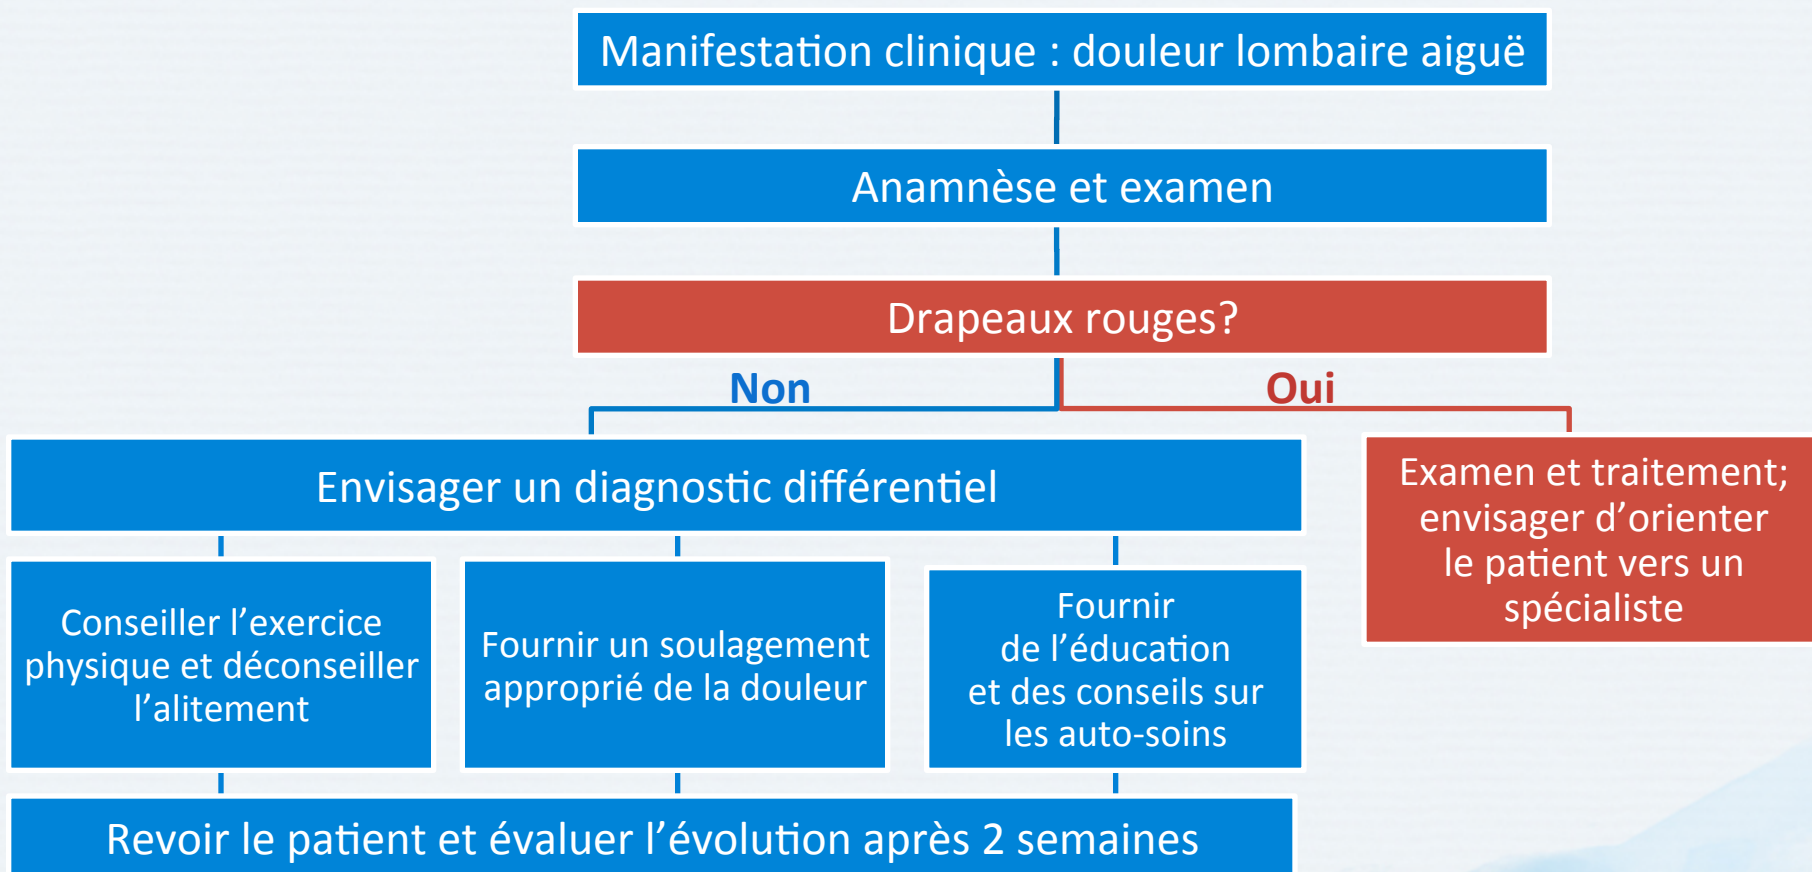 Manifestation clinique : douleur lombaire aiguë
Anamnèse et examen
Drapeaux rouges?
Non
Oui
Envisager un diagnostic différentiel
Examen et traitement;
envisager d’orienter
le patient vers un
spécialiste
Conseiller l’exercice
physique et déconseiller
l’alitement
Fournir un soulagement
approprié de la douleur
Fournir
de l’éducation
et des conseils sur
les auto-soins
Revoir le patient et évaluer l’évolution après 2 semaines